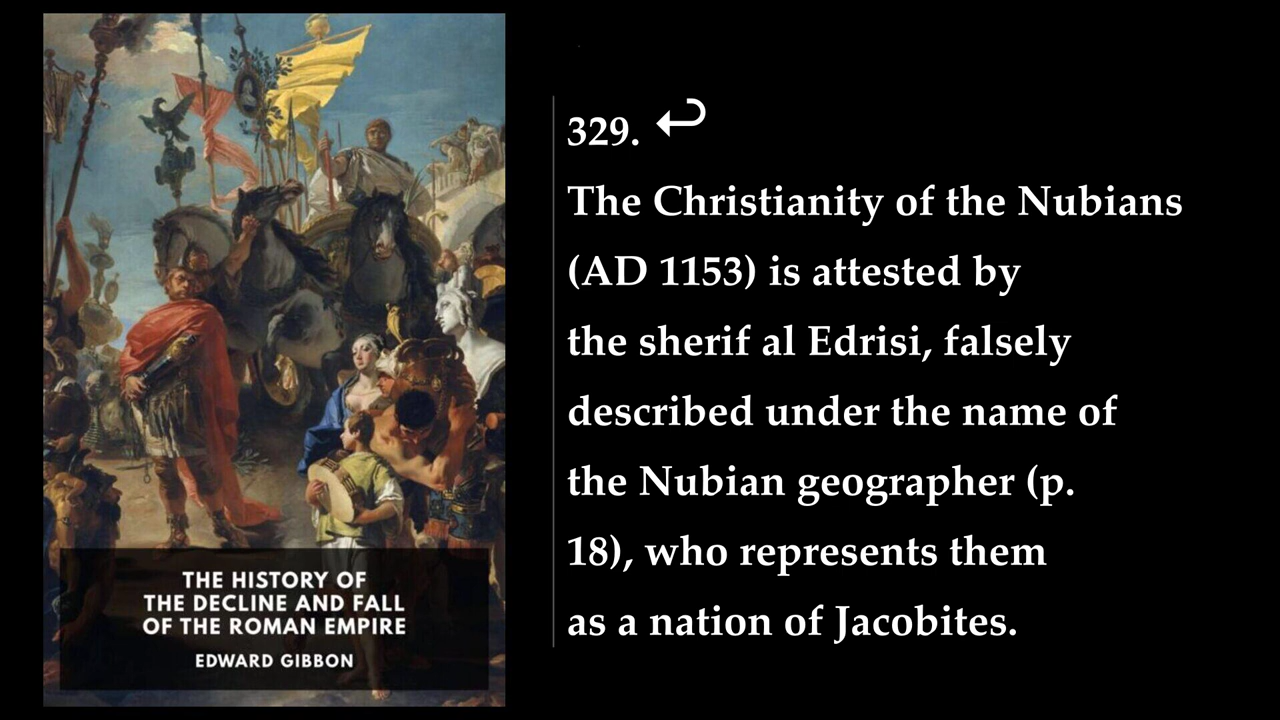 THE HISTORY OF
THE DECLINE AND FALL
OF THE ROMAN EMPIRE
EDWARD GIBBON
329. ↩
The Christianity of the Nubians
(AD 1153) is attested by
the sherif al Edrisi, falsely
described under the name of
the Nubian geographer (p.
18), who represents them
as a nation of Jacobites.